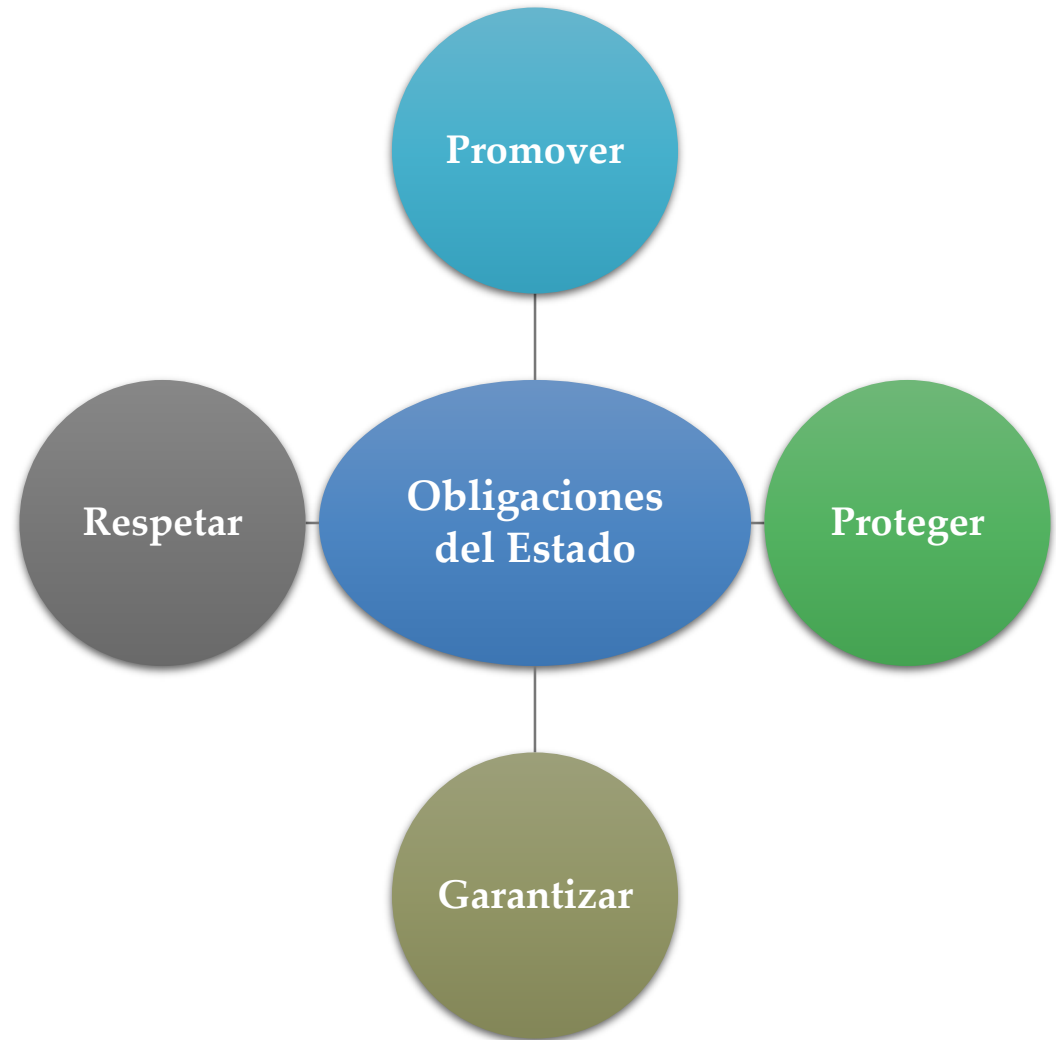 Promover
Respetar
Obligaciones
del Estado
Proteger
Garantizar